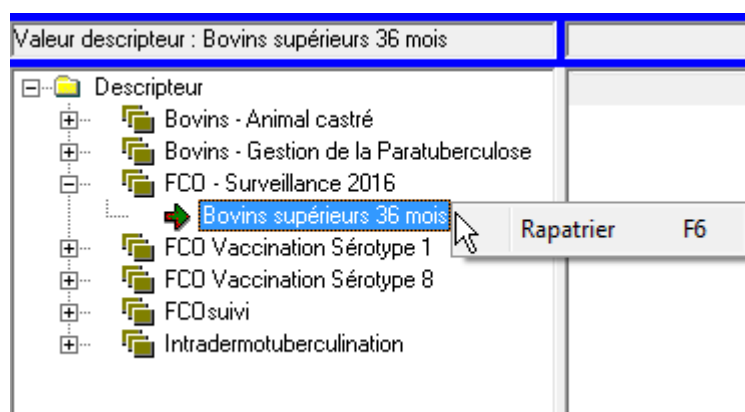 Valeur descripteur : Bovins supérieurs 36 mois
Descripteur
Bovins - Animal castré
Bovins - Gestion de la Paratuberculose
FCO - Surveillance 2016
Bovins supérieurs 36 mois
Rapatrier F6
FCO Vaccination Sérotype 1
FCO Vaccination Sérotype 8
FCOsuivi
Intradermotuberculination